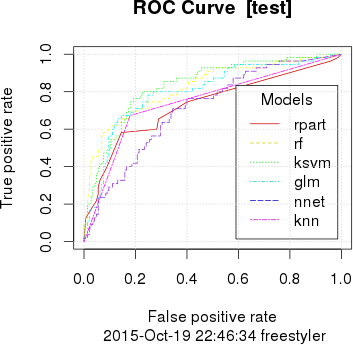 ROC Curve [test]
True positive rate
1.0
0.8
0.6
0.4
0.2
0.0
Models
rpart
rf
ksvm
glm
nnet
knn
0.0 0.2 0.4 0.6 0.8 1.0
False positive rate
2015-Oct-19 22:46:34 freestyler